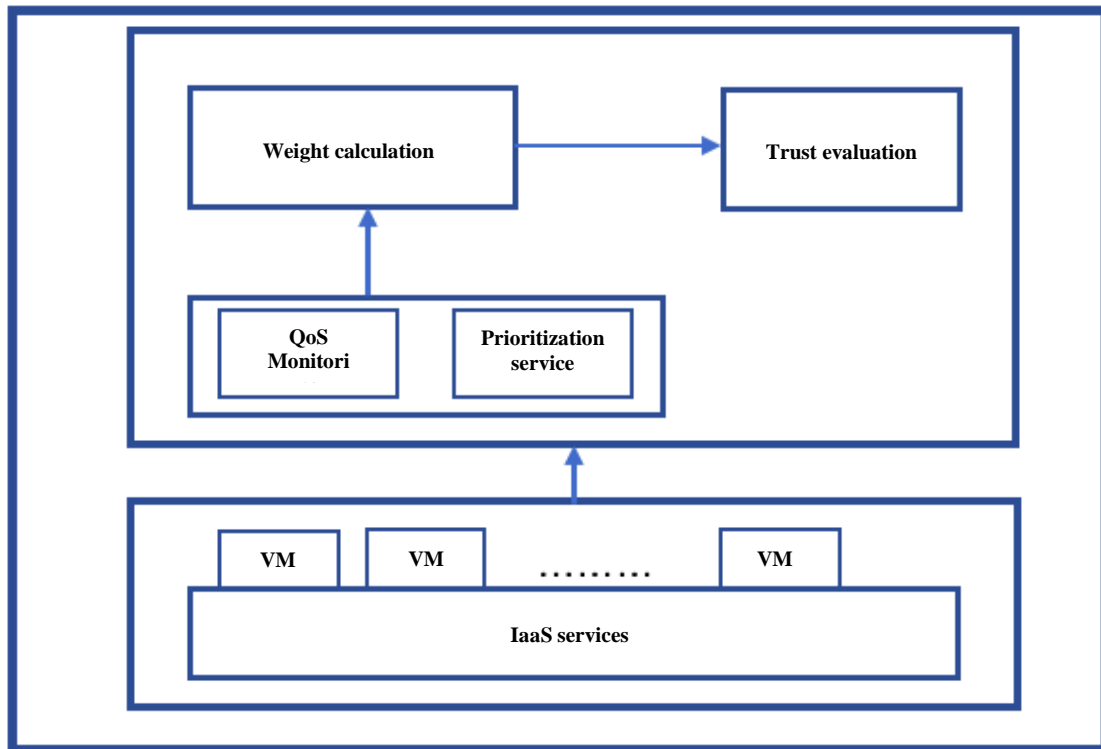 Weight calculation
Trust evaluation
QoS
Monitori
Prioritization
service
VM
VM
.........
VM
IaaS services